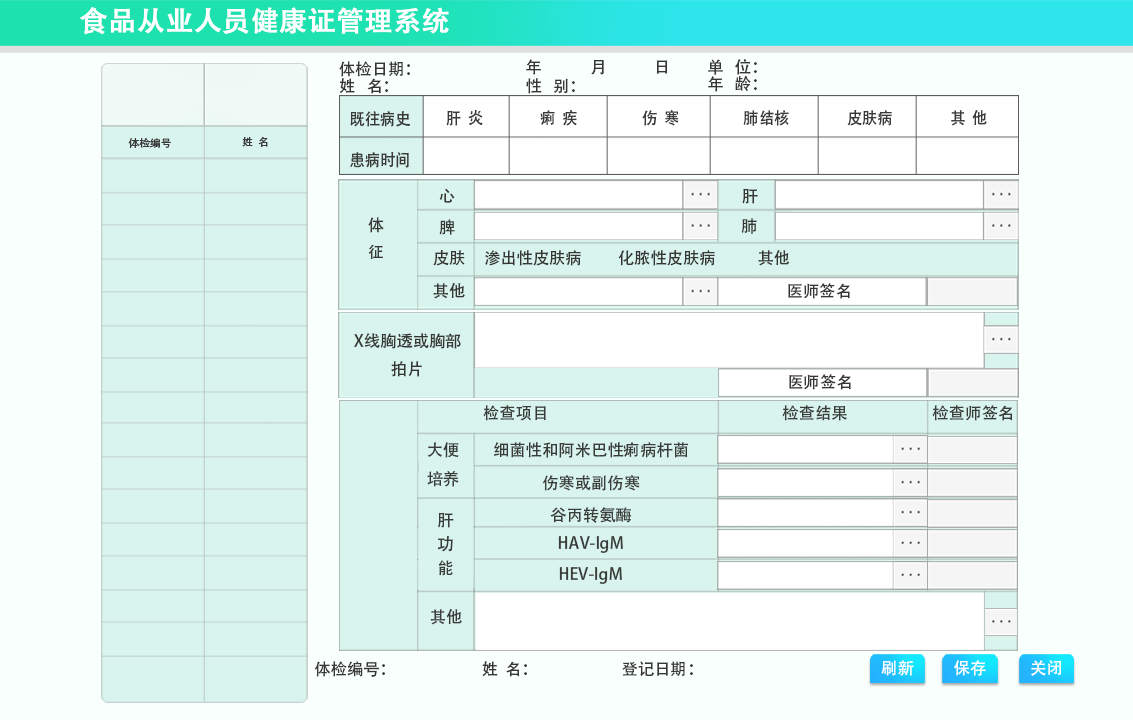 食品从业人员健康证管理系统
体检日期： 年 月 日 单 位：
姓 名： 性 别： 年 龄：
既往病史 肝 炎 痢 疾 伤 寒 肺结核 皮肤病 其 他
体检编号 姓 名
患病时间
心 ··· 肝 ···
体
脾 ··· 肺 ···
征
皮肤 渗出性皮肤病 化脓性皮肤病 其他
其他 ··· 医师签名
X线胸透或胸部 ···
拍片
医师签名
检查项目 检查结果 检查师签名
大便 细菌性和阿米巴性痢病杆菌 ···
培养 伤寒或副伤寒 ···
肝 谷丙转氨酶 ···
功 HAV-IgM ···
能 HEV-IgM ···
其他 ···
体检编号： 姓 名： 登记日期： 刷新 保存 关闭